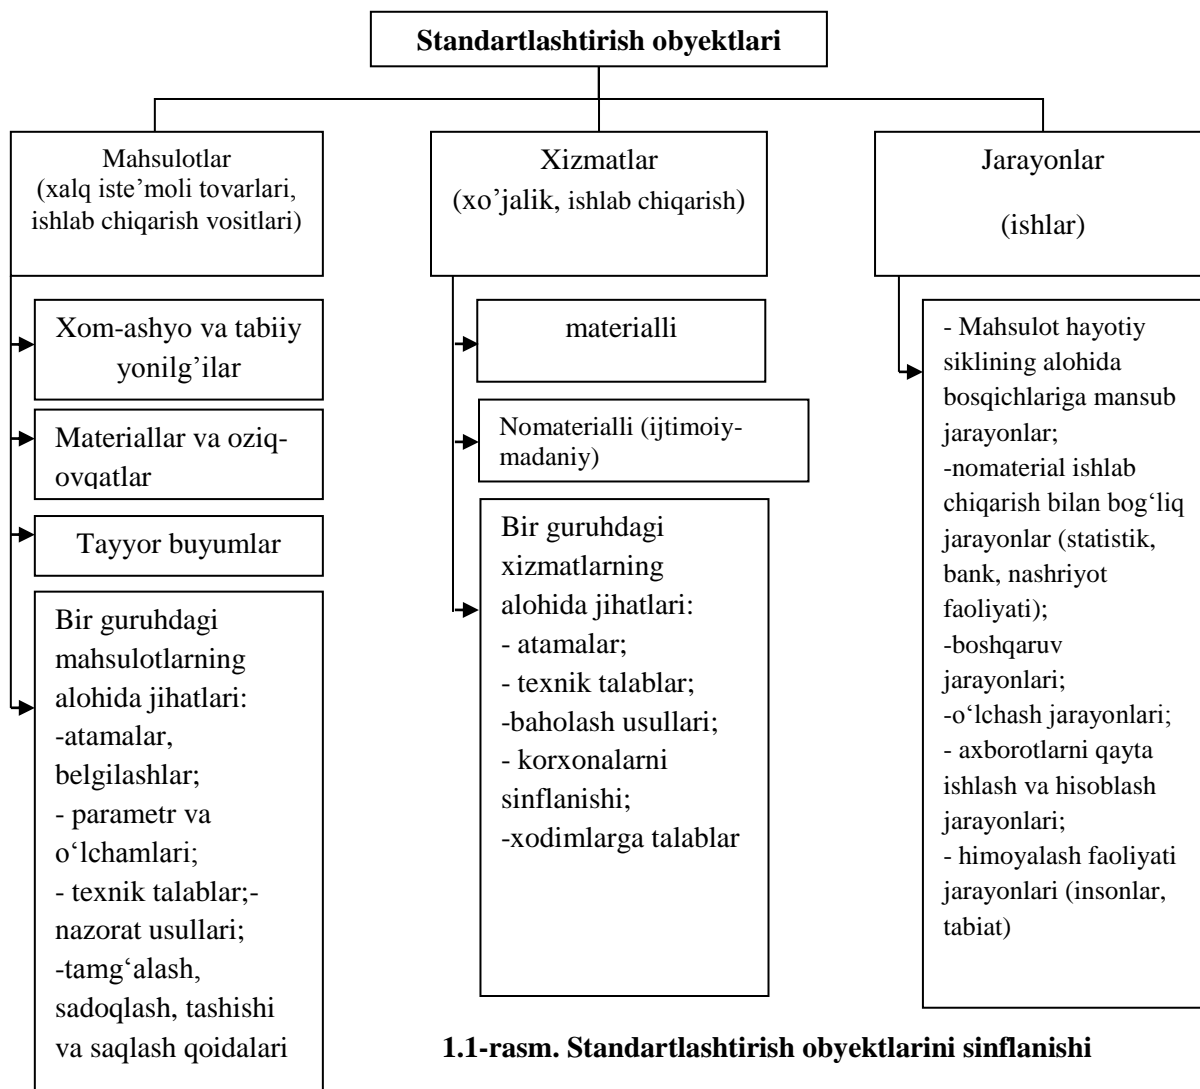 Standartlashtirish obyektlari
Mahsulotlar
(xalq iste’moli tovarlari,
ishlab chiqarish vositlari)
Xom-ashyo va tabiiy
yonilg’ilar
Materiallar va oziq-
ovqatlar
Tayyor buyumlar
Bir guruhdagi
mahsulotlarning
alohida jihatlari:
-atamalar,
belgilashlar;
- parametr va
o‘lchamlari;
- texnik talablar;-
nazorat usullari;
-tamg‘alash,
sadoqlash, tashishi
va saqlash qoidalari
Xizmatlar
(xo’jalik, ishlab chiqarish)
materialli
Nomaterialli (ijtimoiy-
madaniy)
Bir guruhdagi
xizmatlarning
alohida jihatlari:
- atamalar;
- texnik talablar;
-baholash usullari;
- korxonalarni
sinflanishi;
-xodimlarga talablar
Jarayonlar
(ishlar)
- Mahsulot hayotiy
siklining alohida
bosqichlariga mansub
jarayonlar;
-nomaterial ishlab
chiqarish bilan bog‘liq
jarayonlar (statistik,
bank, nashriyot
faoliyati);
-boshqaruv
jarayonlari;
-o‘lchash jarayonlari;
- axborotlarni qayta
ishlash va hisoblash
jarayonlari;
- himoyalash faoliyati
jarayonlari (insonlar,
tabiat)
1.1-rasm. Standartlashtirish obyektlarini sinflanishi